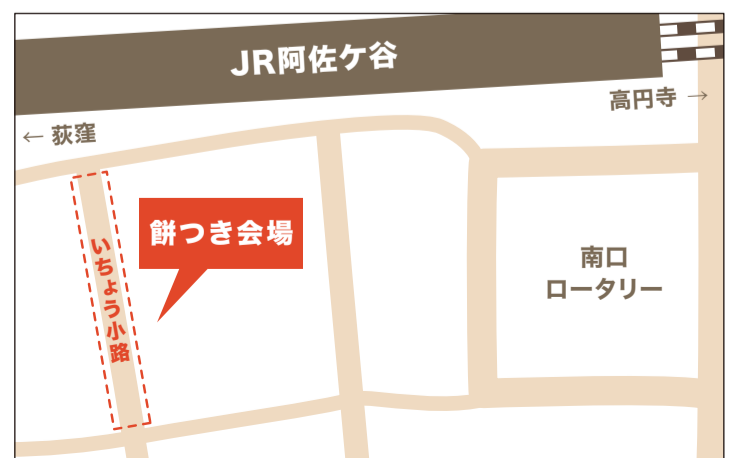 JR阿佐ケ谷
高円寺 →
← 荻窪
餅つき会場
いちょう小路
南口
ロータリー